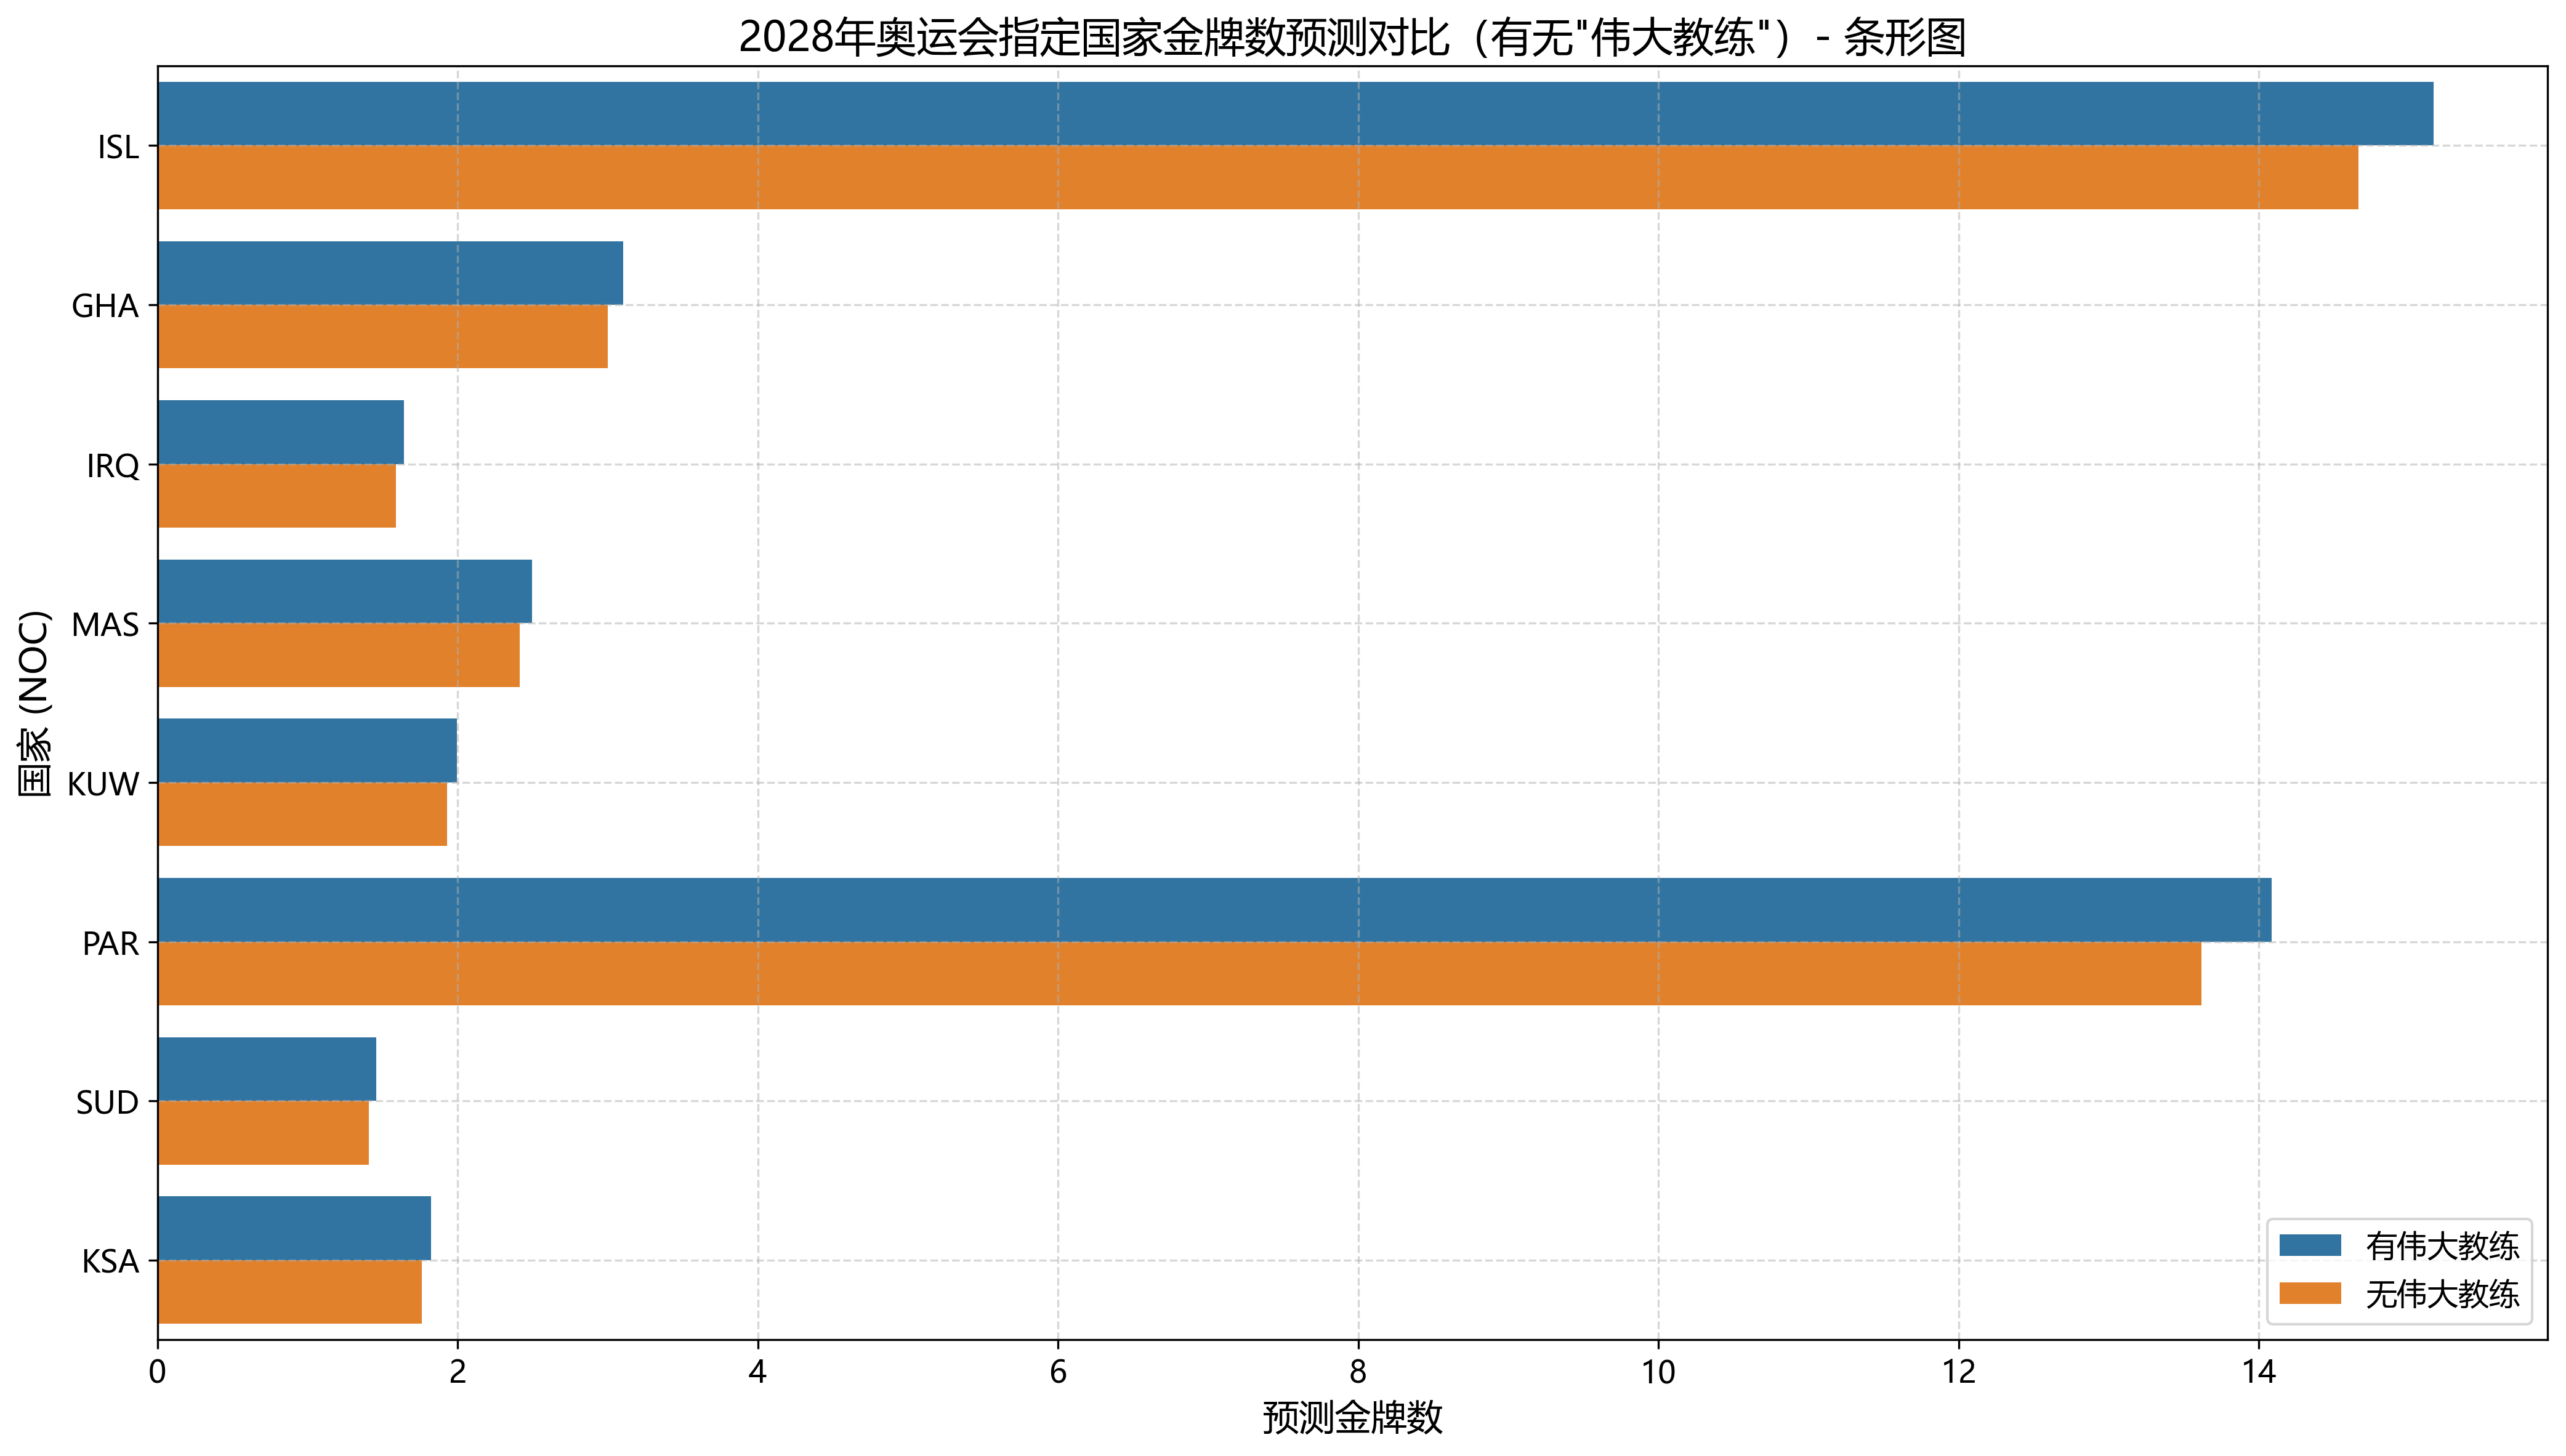 2028年奥运会指定国家金牌数预测对比（有无"伟大教练"）- 条形图
国家 (NOC)
ISL
GHA
IRQ
MAS
KUW
PAR
SUD
KSA
有伟大教练
无伟大教练
0 2 4 6 8 10 12 14
预测金牌数